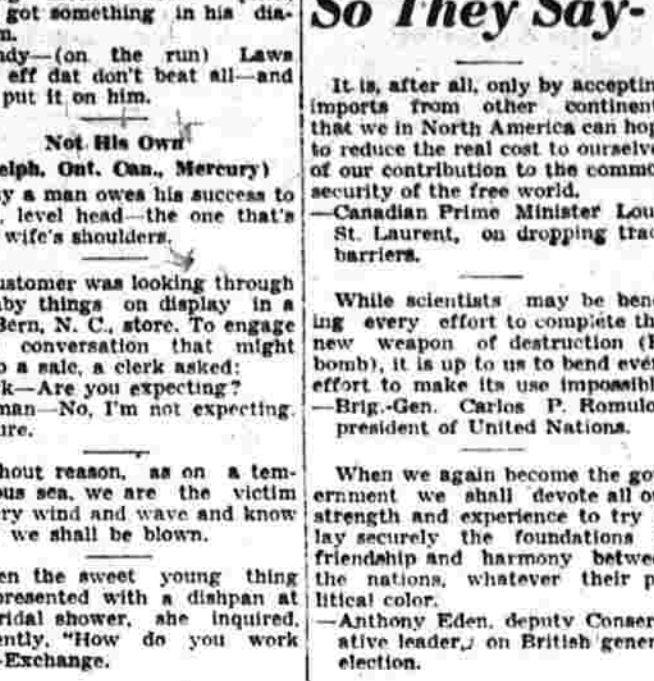 got something in his dia-
m.
ndy—(on the run) Laws
eff dat don't beat all—and
put it on him.
Not His Own
elph, Ont. Can., Mercury)
y a man owes his success to
, level head—the one that's
wife's shoulders.
ustomer was looking through
aby things on display in a
Bern, N. C., store. To engage
conversation that might
o a sale, a clerk asked:
k—Are you expecting?
man—No, I'm not expecting.
ure.
hout reason, as on a tem-
ous sea, we are the victim
ery wind and wave and know
we shall be blown.
en the sweet young thing
presented with a dishpan at
ridal shower, she inquired,
ently, "How do you work
-Exchange.
So They Say-
It is, after all, only by acceptin
imports from other continent
that we in North America can hop
to reduce the real cost to ourselve
of our contribution to the commo
security of the free world.
—Canadian Prime Minister Lou
St. Laurent, on dropping trad
barriers.
While scientists may be bend
ing every effort to complete th
new weapon of destruction (H
bomb), it is up to us to bend ever
effort to make its use impossibl
—Brig.-Gen. Carlos P. Romulo
president of United Nations.
When we again become the gov
ernment we shall devote all ou
strength and experience to try
lay securely the foundations
friendship and harmony betwee
the nations, whatever their p
litical color.
—Anthony Eden, deputy Conserv
ative leader, on British gener
election.